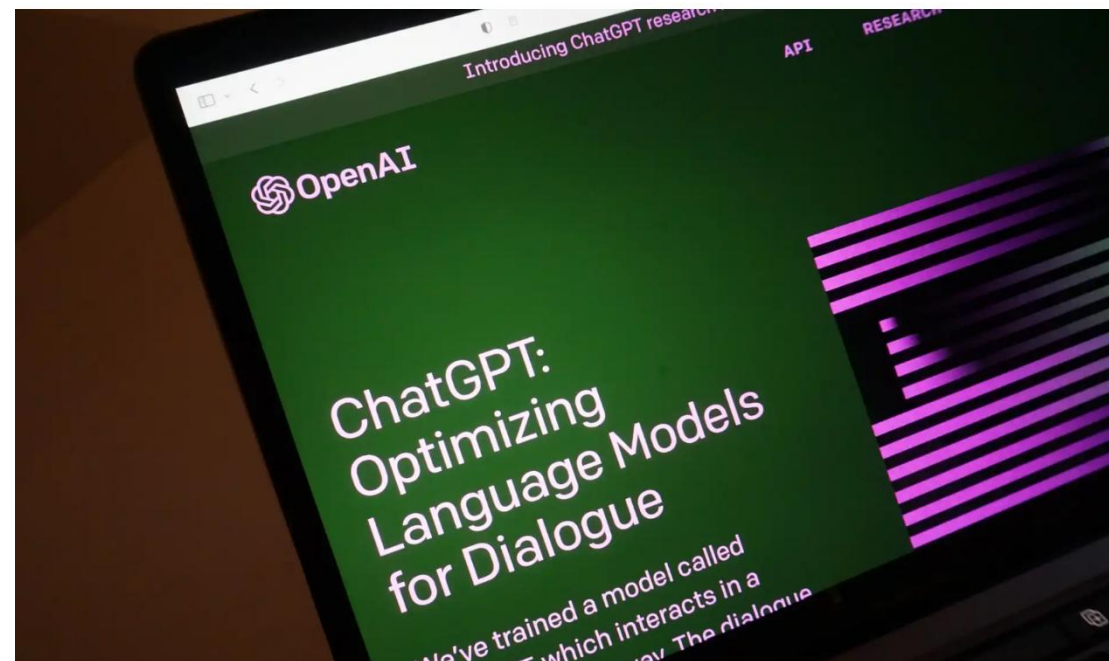 Introducing ChatGPT research
API
RESEARCH
OpenAI
ChatGPT:
Optimizing
Language Models
for Dialogue
We've trained a model called
which interacts in a
The dialogue